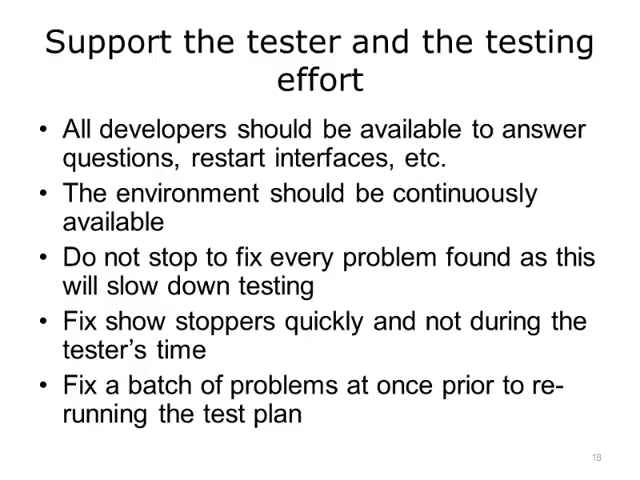 Support the tester and the testing
effort
• All developers should be available to answer
questions, restart interfaces, etc.
• The environment should be continuously
available
• Do not stop to fix every problem found as this
will slow down testing
• Fix show stoppers quickly and not during the
tester’s time
• Fix a batch of problems at once prior to re-
running the test plan
18